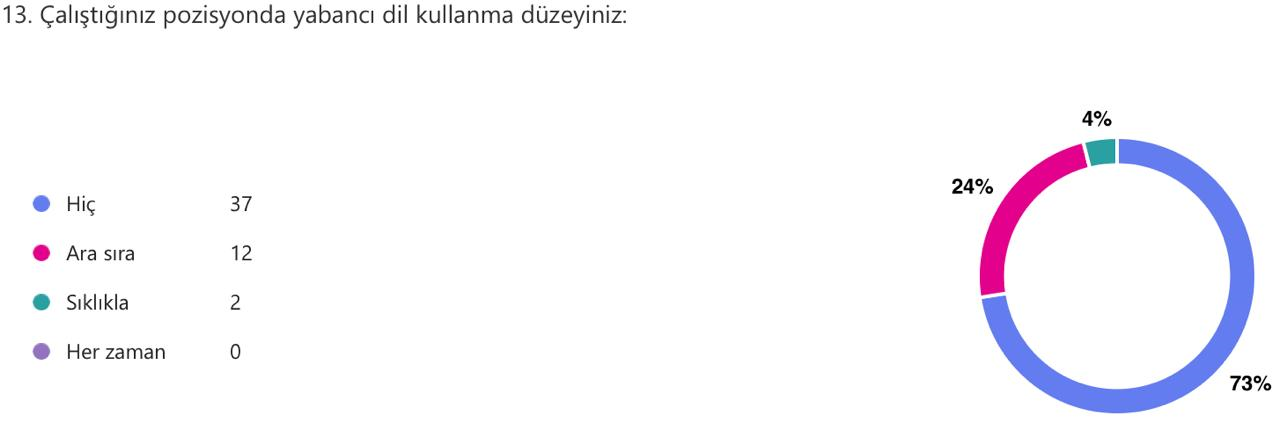 13. Çalıştığınız pozisyonda yabancı dil kullanma düzeyiniz:
4%
24%
Hiç 37
Ara sıra 12
Sıklıkla 2
Her zaman 0
73%